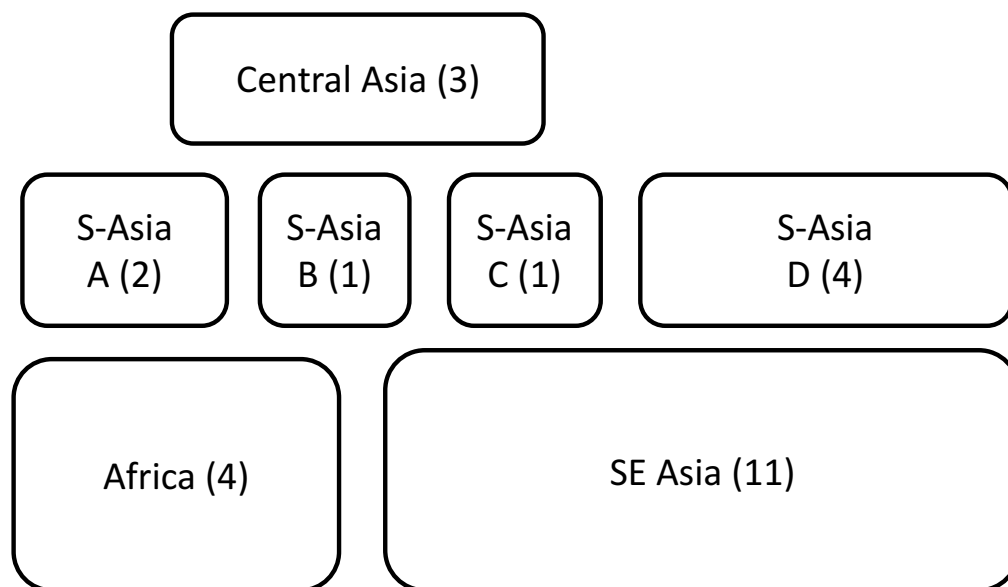 Central Asia (3)
S-Asia
A (2)
S-Asia
B (1)
S-Asia
C (1)
S-Asia
D (4)
Africa (4)
SE Asia (11)